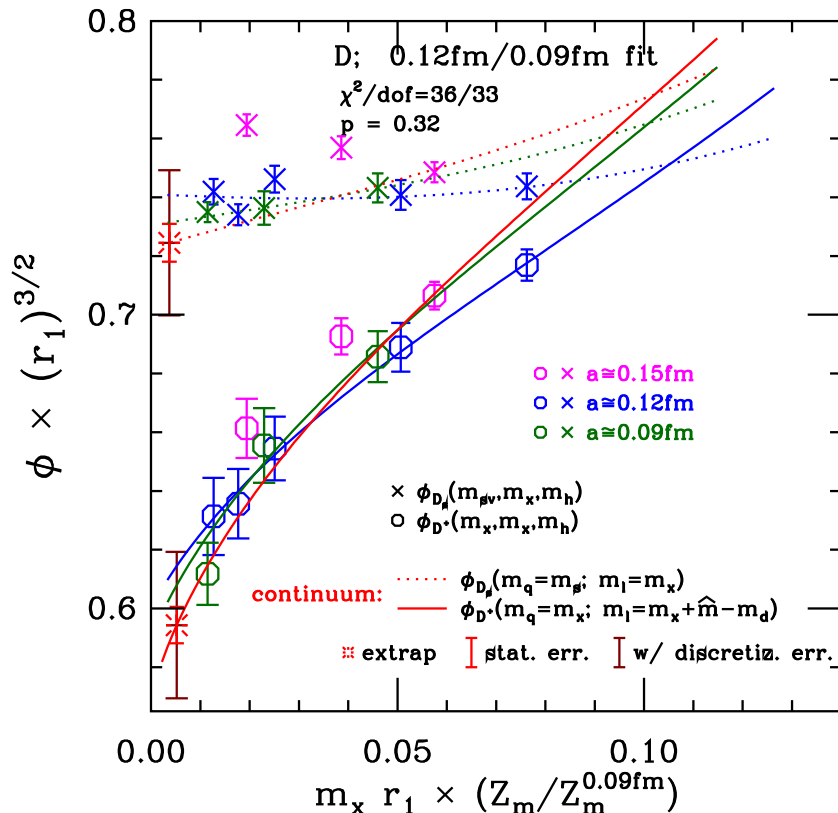 0.8
D; 0.12fm/0.09fm fit
χ²/dof=36/33
p = 0.32
0.7
ϕ × (r₁)^3/2
a≅0.15fm
a≅0.12fm
a≅0.09fm
× ϕ_D𝓈(m_𝓈v,m_x,m_h)
ϕ_D⁺(m_x,m_x,m_h)
0.6
continuum:
ϕ_D𝓈(m_q=m_𝓈; m_l=m_x)
ϕ_D⁺(m_q=m_x; m_l=m_x+m̂−m_d)
extrap
stat. err.
w/ discretiz. err.
0.00
0.05
0.10
m_x r₁ × (Z_m/Z_m^0.09fm)